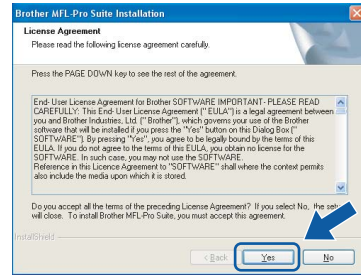 Brother MFL-Pro Suite Installation
License Agreement
Please read the following license agreement carefully.
Press the PAGE DOWN key to see the rest of the agreement.
End- User License Agreement for Brother SOFTWARE IMPORTANT- PLEASE READ
CAREFULLY: This End- User License Agreement (" EULA") is a legal agreement between
you and Brother Industries, Ltd. (" Brother"), which governs your use of the Brother
software that will be installed if you press the "Yes" button on this Dialog Box ("
SOFTWARE"). By pressing "Yes", you agree to be legally bound by the terms of this
EULA. If you do not agree to the terms of this EULA, you obtain no license for the
SOFTWARE. In such case, you may not use the SOFTWARE.
Reference in this Licence Agreement to "SOFTWARE" shall where the context permits
also include the media upon which it is stored.
Do you accept all the terms of the preceding License Agreement? If you select No, the
will close. To install Brother MFL-Pro Suite, you must accept this agreement.
InstallShield
< Back
Yes
No